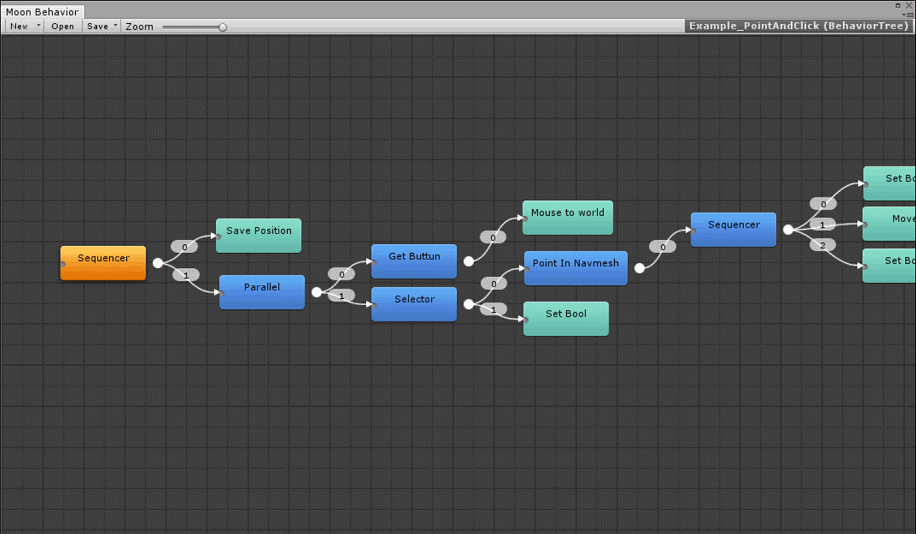 Moon Behavior
New Open Save Zoom Example_PointAndClick (BehaviorTree)
Sequencer
0
1
Save Position
Parallel
0
1
Get Buttun
Selector
0
0
1
Mouse to world
Point In Navmesh
Set Bool
0
Sequencer
0
1
2
Set Bo
Move
Set Bo